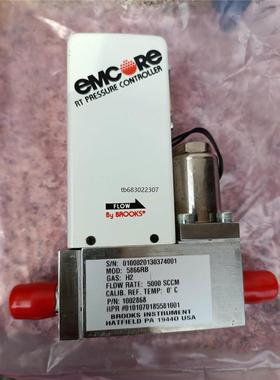 emcore
RT PRESSURE CONTROLLER
tb683022307
FLOW
By BROOKS®
S/N: 0100020130374001
MOD: 5866RB
GAS: H2
FLOW RATE: 5000 SCCM
CALIB. REF. TEMP: 0° C
P/N: 1002868
HPR #0101070185581001
BROOKS INSTRUMENT
HATFIELD PA 19440 USA